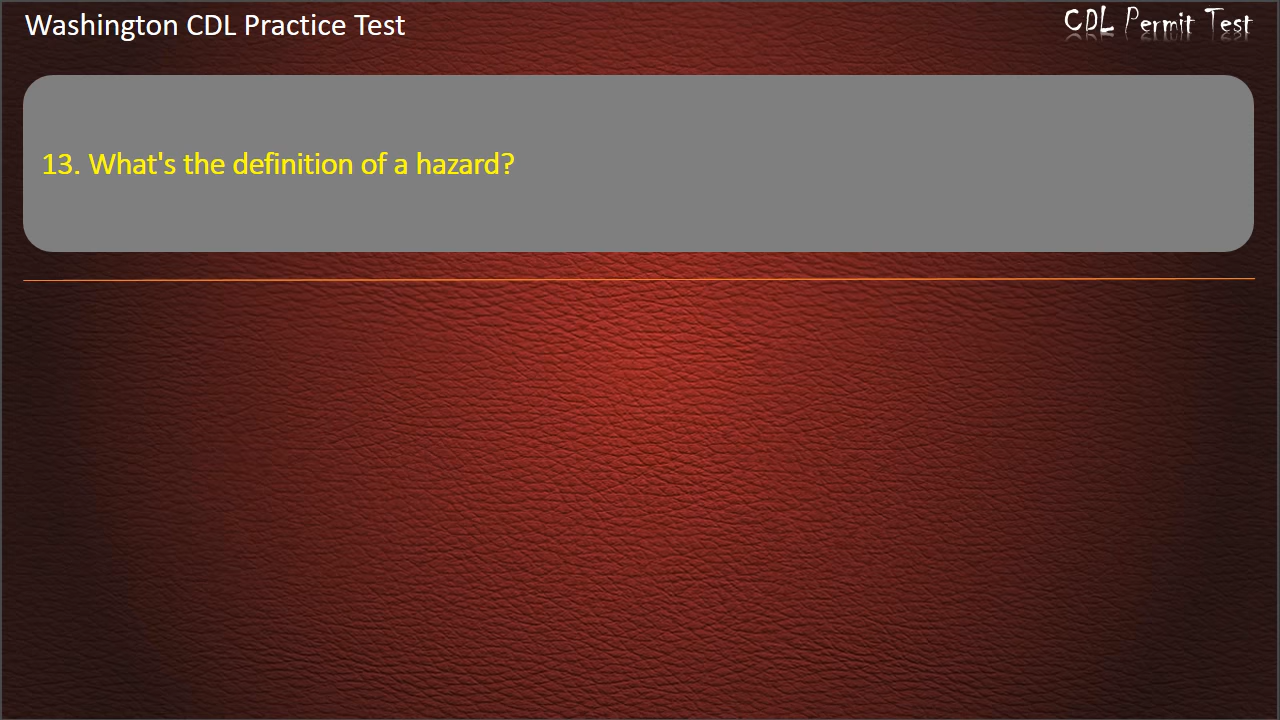 Washington CDL Practice Test
CDL Permit Test
13. What's the definition of a hazard?